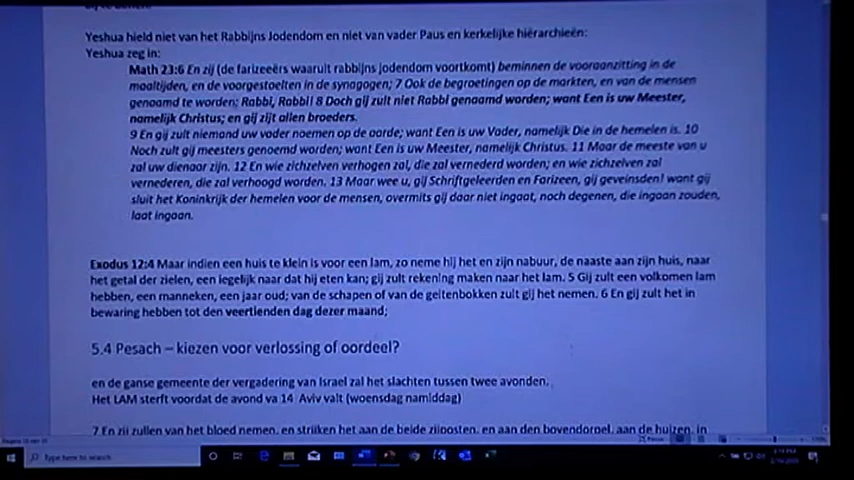 Yeshua hield niet van het Rabbijns Jodendom en niet van vader Paus en kerkelijke hiërarchieën:
Yeshua zeg in:
Math 23:6 En zij (de farizeeërs waaruit rabbijns jodendom voortkomt) beminnen de vooraanzitting in de
maaltijden, en de voorgestoelten in de synagogen; 7 Ook de begroetingen op de markten, en van de mensen
genaamd te worden: Rabbi, Rabbi! 8 Doch gij zult niet Rabbi genaamd worden; want Een is uw Meester,
namelijk Christus; en gij zijt allen broeders.
9 En gij zult niemand uw vader noemen op de aarde; want Een is uw Vader, namelijk Die in de hemelen is. 10
Noch zult gij meesters genoemd worden; want Een is uw Meester, namelijk Christus. 11 Maar de meeste van u
zal uw dienaar zijn. 12 En wie zichzelven verhogen zal, die zal vernederd worden; en wie zichzelven zal
vernederen, die zal verhoogd worden. 13 Maar wee u, gij Schriftgeleerden en Farizeen, gij geveinsden! want gij
sluit het Koninkrijk der hemelen voor de mensen, overmits gij daar niet ingaat, noch degenen, die ingaan zouden,
laat ingaan.
Exodus 12:4 Maar indien een huis te klein is voor een lam, zo neme hij het en zijn nabuur, de naaste aan zijn huis, naar
het getal der zielen, een iegelijk naar dat hij eten kan; gij zult rekening maken naar het lam. 5 Gij zult een volkomen lam
hebben, een manneken, een jaar oud; van de schapen of van de geitenbokken zult gij het nemen. 6 En gij zult het in
bewaring hebben tot den veertienden dag dezer maand;
5.4 Pesach – kiezen voor verlossing of oordeel?
en de ganse gemeente der vergadering van Israel zal het slachten tussen twee avonden.
Het LAM sterft voordat de avond va 14 Aviv valt (woensdag namiddag)
7 En zij zullen van het bloed nemen, en strijken het aan de beide zijposten, en aan den bovendorpel, aan de huizen, in
Focus
Type here to search